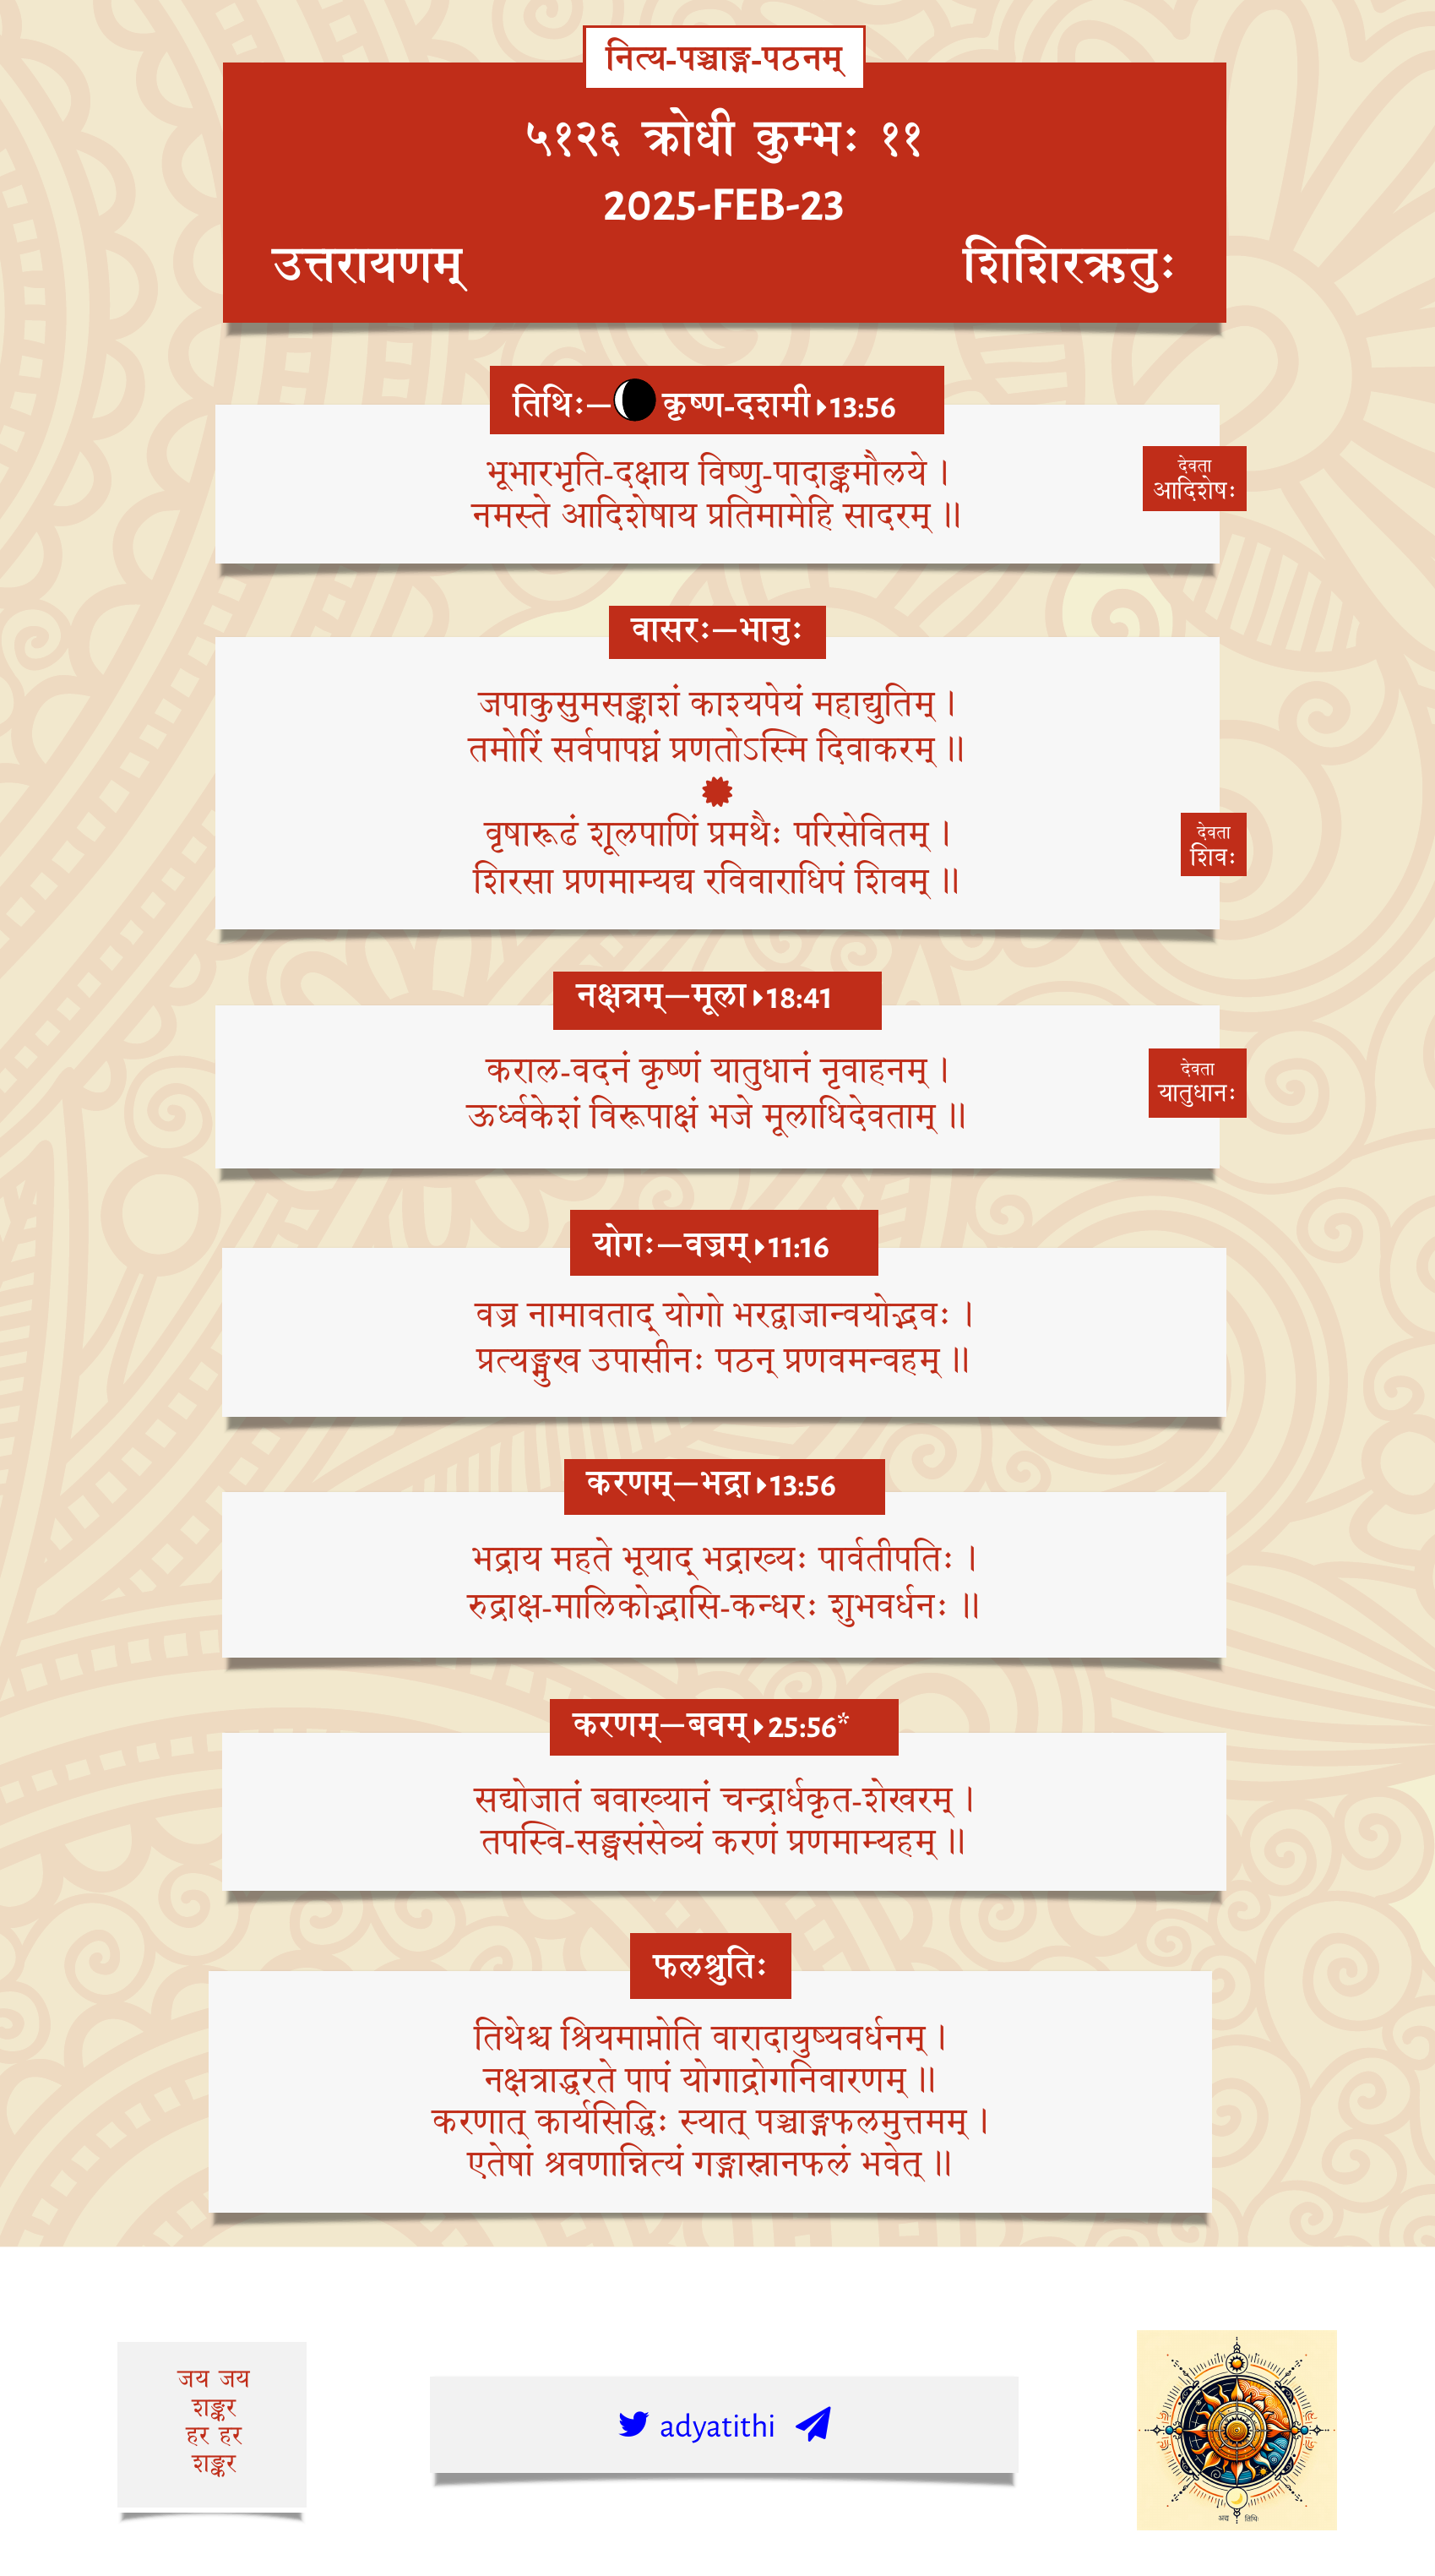 नित्य-पञ्चाङ्ग-पठनम्
५१२६ क्रोधी कुम्भः ११
2025-FEB-23
उत्तरायणम् शिशिरऋतुः
तिथिः—कृष्ण-दशमी 13:56
भूभारभृति-दक्षाय विष्णु-पादाङ्कमौलये ।
नमस्ते आदिशेषाय प्रतिमामेहि सादरम् ॥
देवता
आदिशेषः
वासरः—भानुः
जपाकुसुमसङ्काशं काश्यपेयं महाद्युतिम् ।
तमोरिं सर्वपापघ्नं प्रणतोऽस्मि दिवाकरम् ॥
वृषारूढं शूलपाणिं प्रमथैः परिसेवितम् ।
शिरसा प्रणमाम्यद्य रविवाराधिपं शिवम् ॥
देवता
शिवः
नक्षत्रम्—मूला 18:41
कराल-वदनं कृष्णं यातुधानं नृवाहनम् ।
ऊर्ध्वकेशं विरूपाक्षं भजे मूलाधिदेवताम् ॥
देवता
यातुधानः
योगः—वज्रम् 11:16
वज्र नामावताद् योगो भरद्वाजान्वयोद्भवः ।
प्रत्यङ्मुख उपासीनः पठन् प्रणवमन्वहम् ॥
करणम्—भद्रा 13:56
भद्राय महते भूयाद् भद्राख्यः पार्वतीपतिः ।
रुद्राक्ष-मालिकोद्भासि-कन्धरः शुभवर्धनः ॥
करणम्—बवम् 25:56*
सद्योजातं बवाख्यानं चन्द्रार्धकृत-शेखरम् ।
तपस्वि-सङ्घसंसेव्यं करणं प्रणमाम्यहम् ॥
फलश्रुतिः
तिथेश्च श्रियमाप्नोति वारादायुष्यवर्धनम् ।
नक्षत्राद्धरते पापं योगाद्रोगनिवारणम् ॥
करणात् कार्यसिद्धिः स्यात् पञ्चाङ्गफलमुत्तमम् ।
एतेषां श्रवणान्नित्यं गङ्गास्नानफलं भवेत् ॥
जय जय
शङ्कर
हर हर
शङ्कर
adyatithi
अद्य तिथिः